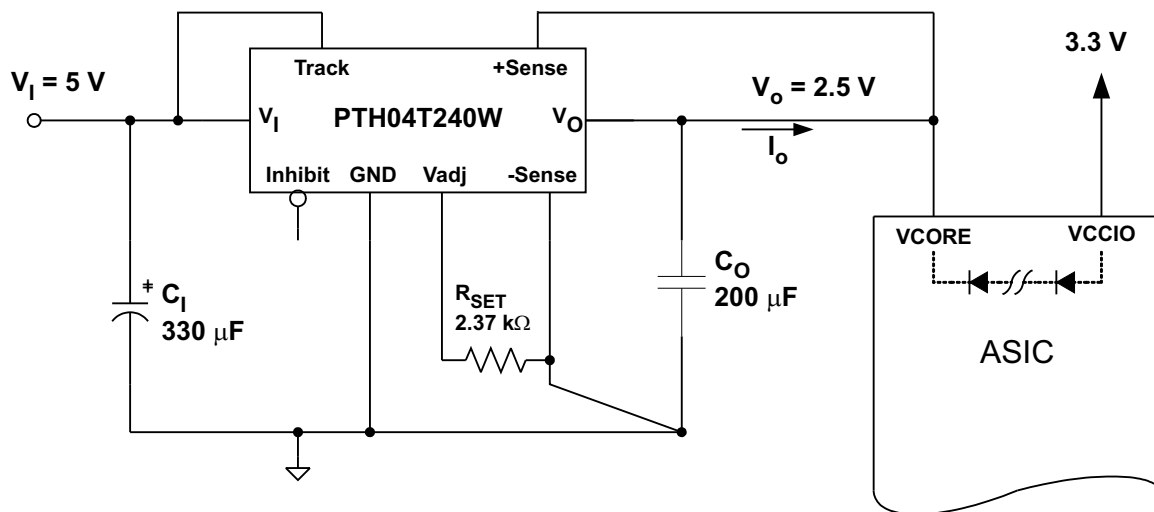 3.3 V
Track
+Sense
V_I = 5 V
V_o = 2.5 V
V_I
PTH04T240W
V_O
I_o
Inhibit
GND
Vadj
-Sense
VCORE
VCCIO
C_O
200 μF
+
C_I
330 μF
R_SET
2.37 kΩ
ASIC